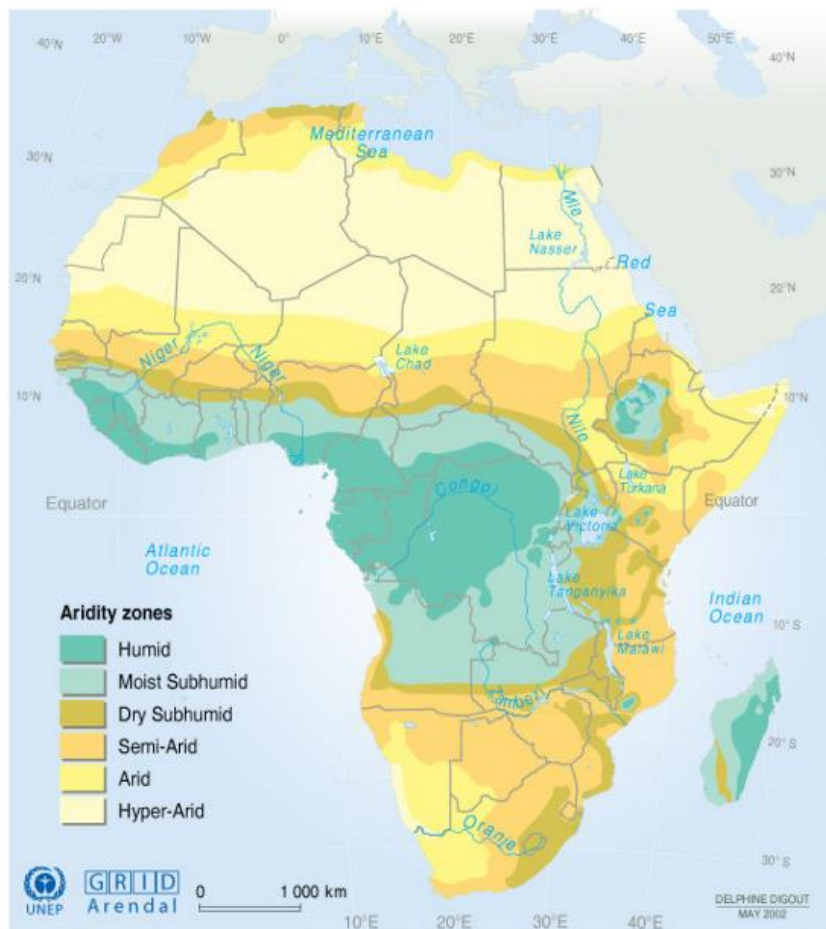 40°N
20°W
10°W
0°
10°E
20°E
30°E
40°E
50°E
40°N
Mediterranean
Sea
30°N
30°N
Nile
Lake
Nasser
Red
Sea
20°N
20°N
Niger
Niger
Lake
Chad
10°N
10°N
Nile
Lake
Turkana
Congo
Equator
Equator
Lake
Victoria
Atlantic
Ocean
Lake
Tanganyika
Indian
Ocean
Aridity zones
Humid
Moist Subhumid
Dry Subhumid
Semi-Arid
Arid
Hyper-Arid
10° S
Lake
Malawi
Zambezi
20° S
Oranje
30° S
UNEP
GRID
Arendal
0 1 000 km
10°E
20°E
30°E
40°E
DELPHINE DIGOUT
MAY 2002